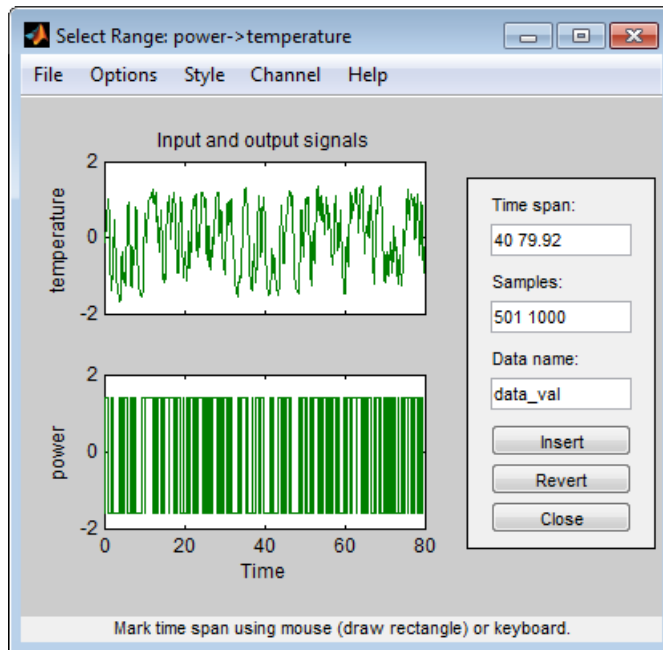 Select Range: power->temperature
File Options Style Channel Help
Input and output signals
2
0
-2
temperature
2
0
-2
power
0 20 40 60 80
Time
Time span:
40 79.92
Samples:
501 1000
Data name:
data_val
Insert
Revert
Close
Mark time span using mouse (draw rectangle) or keyboard.